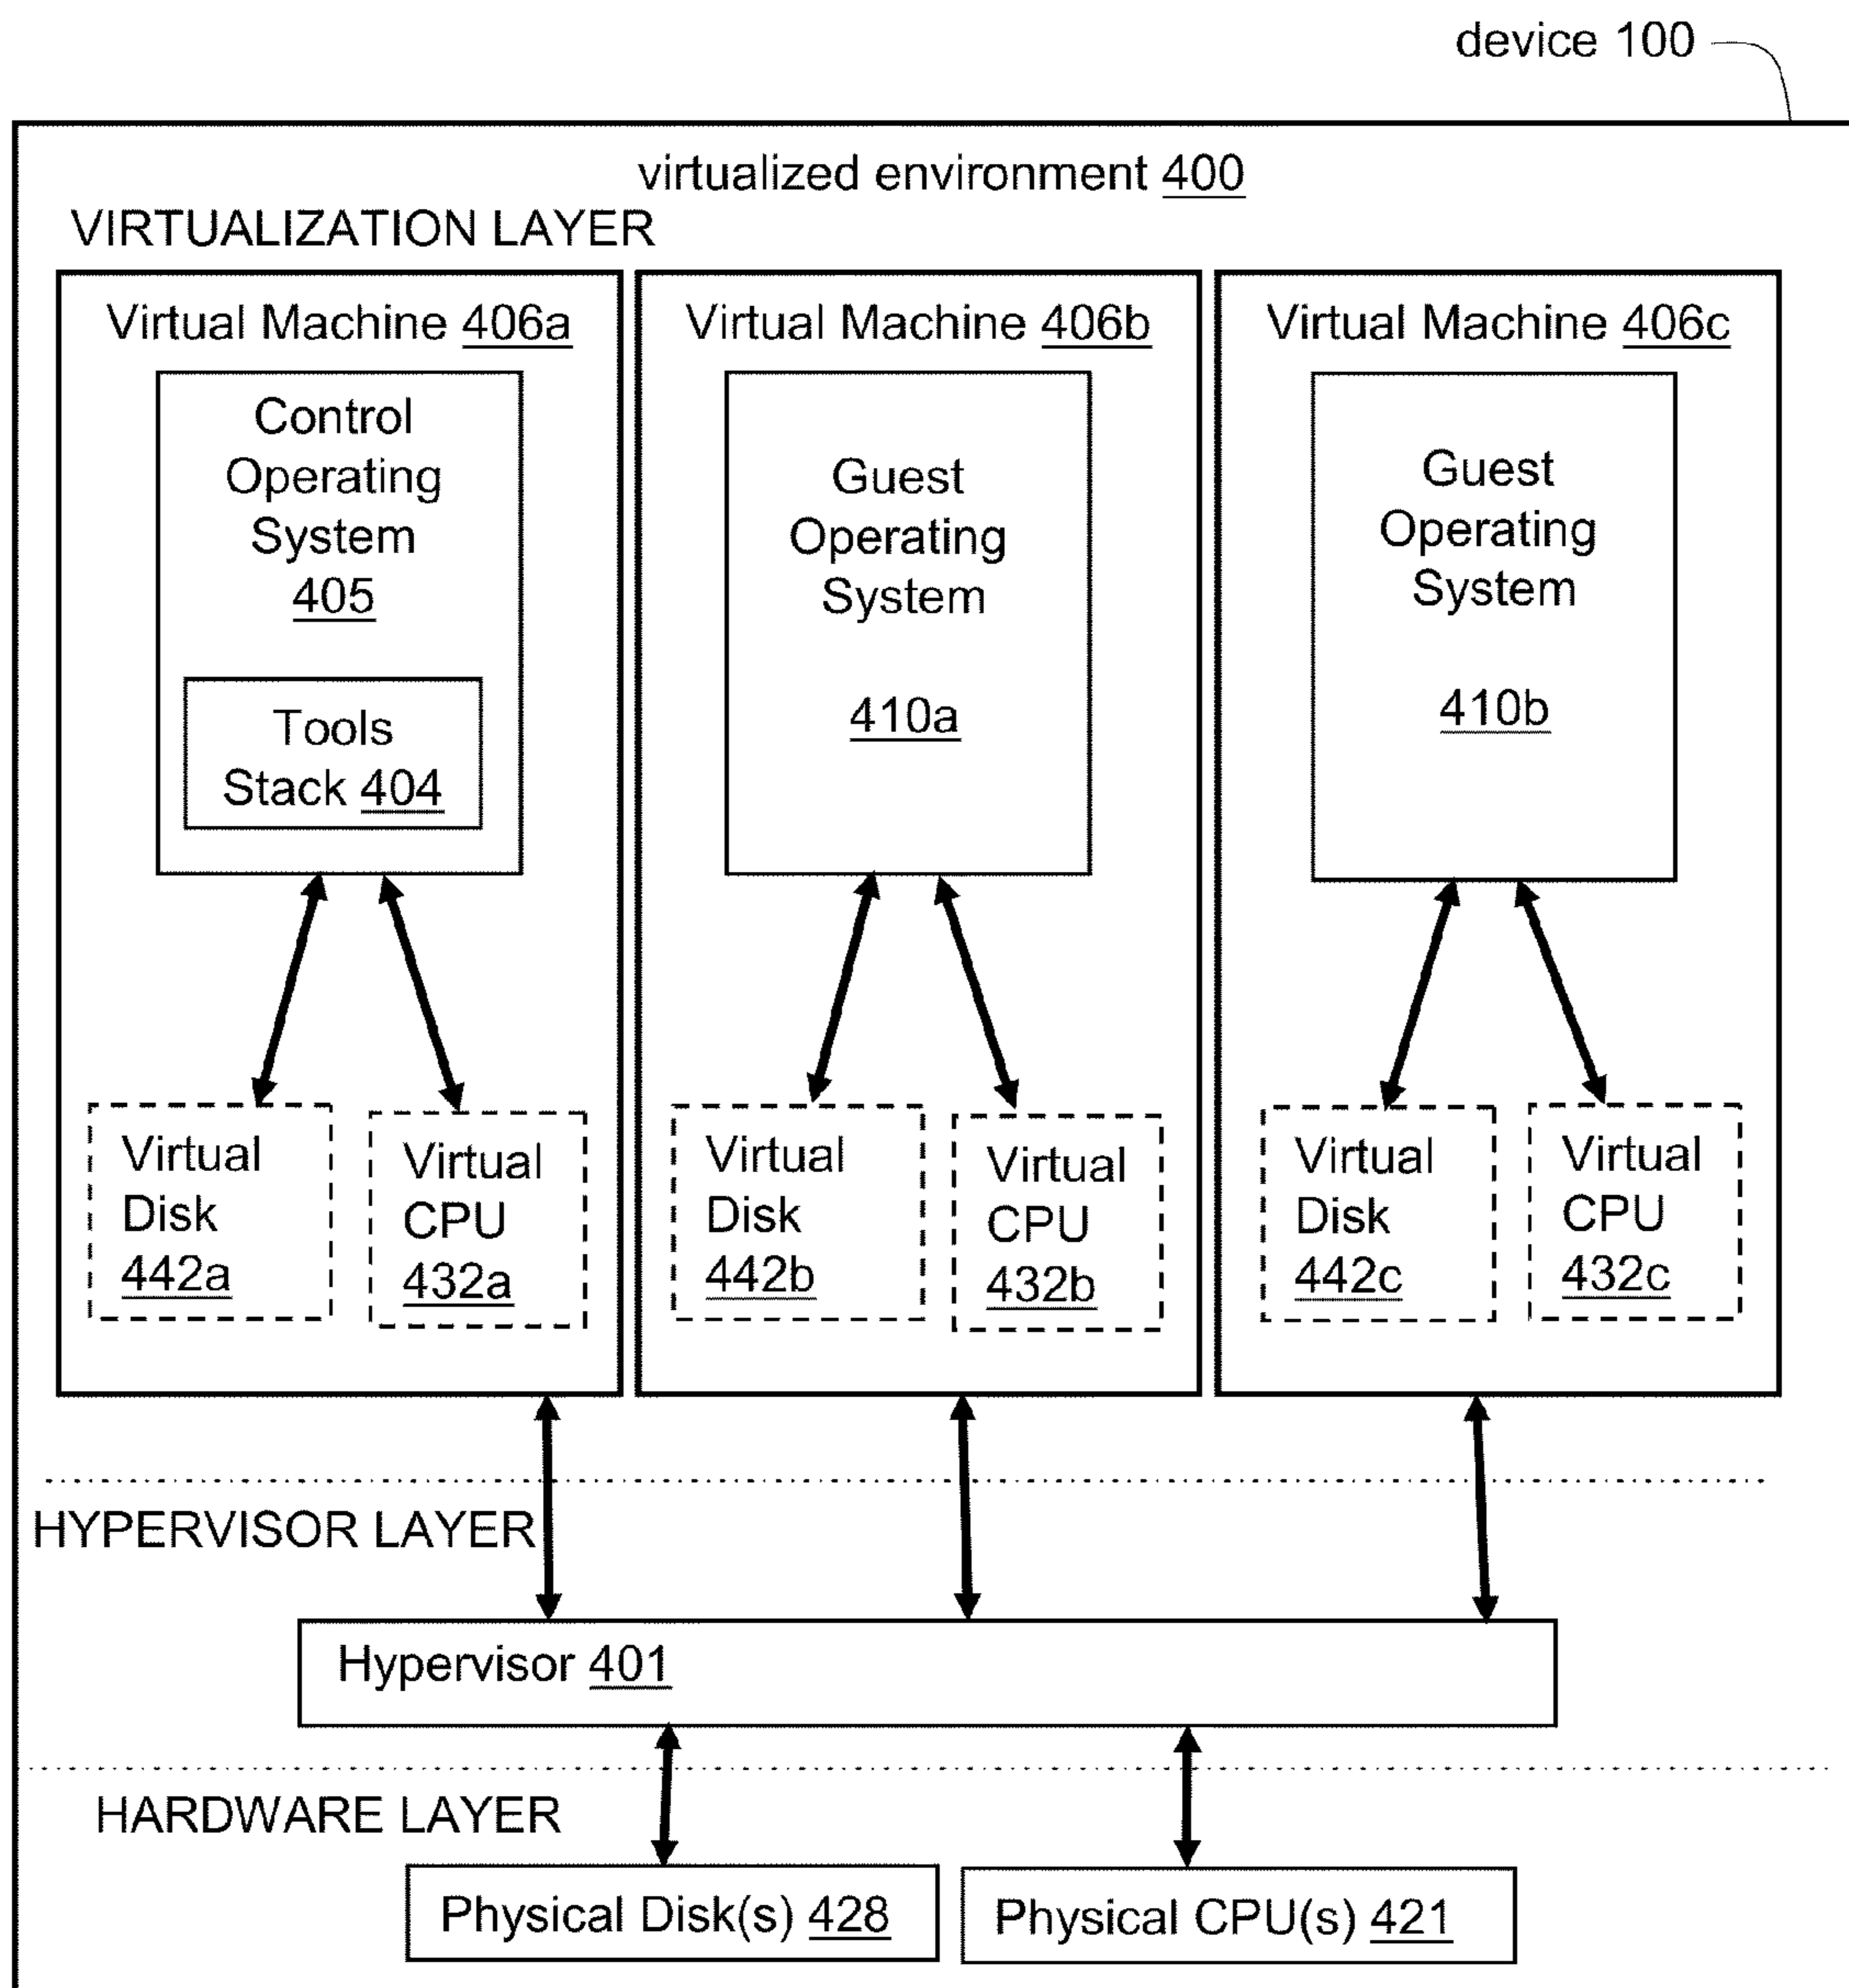 device 100
virtualized environment 400
VIRTUALIZATION LAYER
Virtual Machine 406a
Control
Operating
System
405
Tools
Stack 404
Virtual
Disk
442a
Virtual
CPU
432a
Virtual Machine 406b
Guest
Operating
System
410a
Virtual
Disk
442b
Virtual
CPU
432b
Virtual Machine 406c
Guest
Operating
System
410b
Virtual
Disk
442c
Virtual
CPU
432c
HYPERVISOR LAYER
Hypervisor 401
HARDWARE LAYER
Physical Disk(s) 428
Physical CPU(s) 421